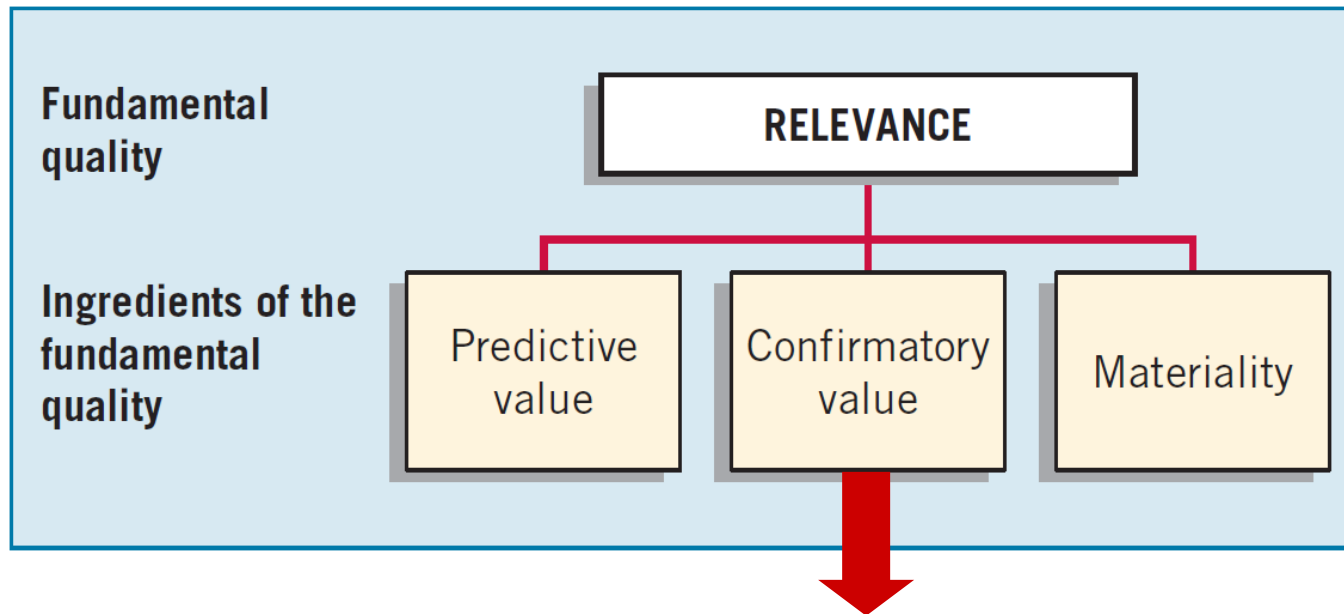 Fundamental
quality
RELEVANCE
Ingredients of the
fundamental
quality
Predictive
value
Confirmatory
value
Materiality